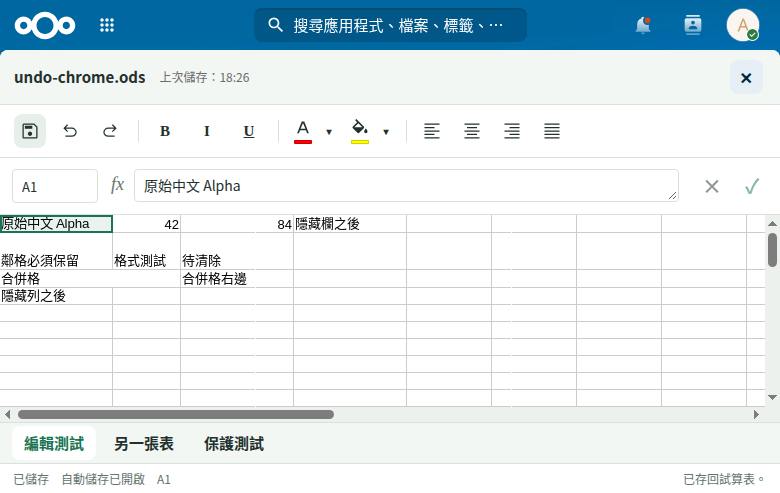 搜尋應用程式、檔案、標籤、…
A
undo-chrome.ods 上次儲存：18:26
B I U A
A1 fx 原始中文 Alpha
原始中文 Alpha 42 84 隱藏欄之後
鄰格必須保留 格式測試 待清除
合併格 合併格右邊
隱藏列之後
編輯測試 另一張表 保護測試
已儲存 自動儲存已開啟 A1 已存回試算表。